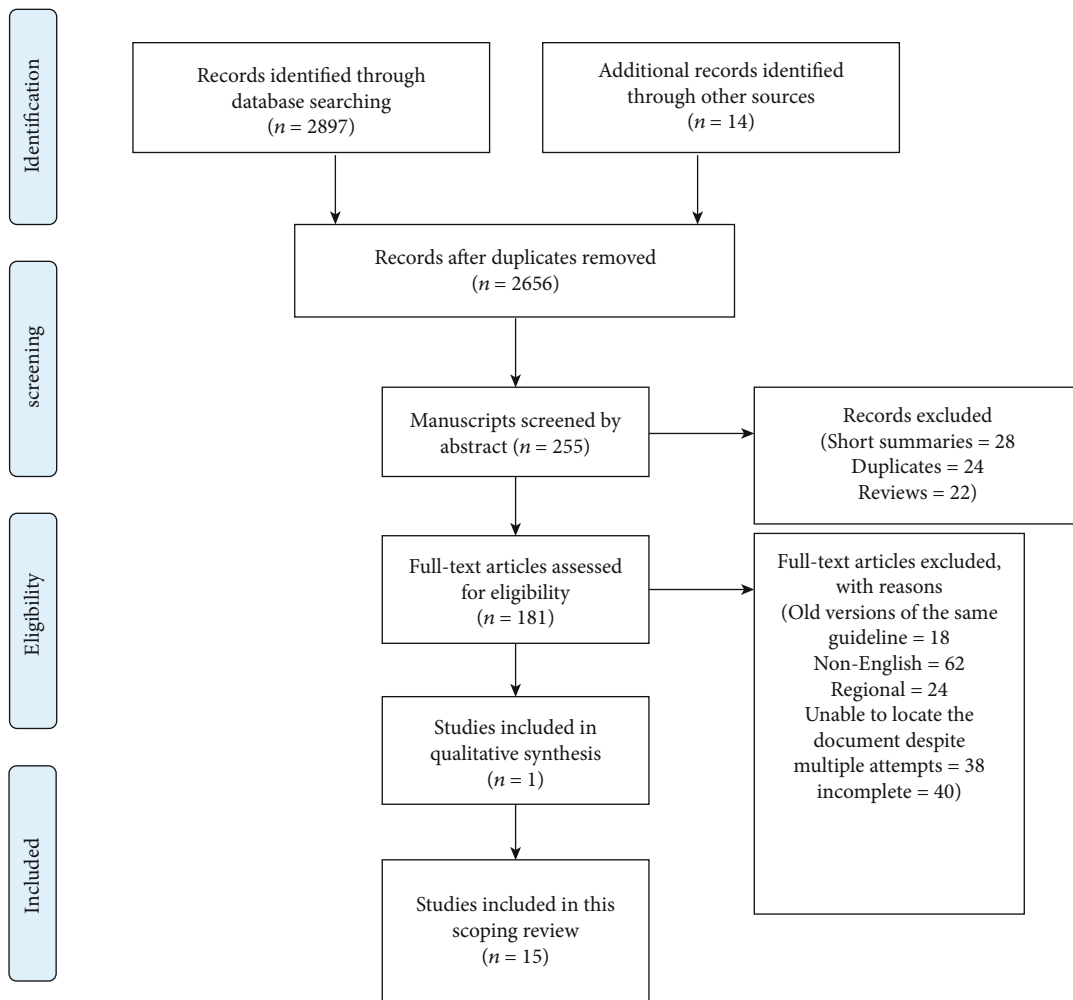 Identification
Records identified through
database searching
(n = 2897)
Additional records identified
through other sources
(n = 14)
Records after duplicates removed
(n = 2656)
screening
Manuscripts screened by
abstract (n = 255)
Records excluded
(Short summaries = 28
Duplicates = 24
Reviews = 22)
Eligibility
Full-text articles assessed
for eligibility
(n = 181)
Full-text articles excluded,
with reasons
(Old versions of the same
guideline = 18
Non-English = 62
Regional = 24
Unable to locate the
document despite
multiple attempts = 38
incomplete = 40)
Studies included in
qualitative synthesis
(n = 1)
Included
Studies included in this
scoping review
(n = 15)